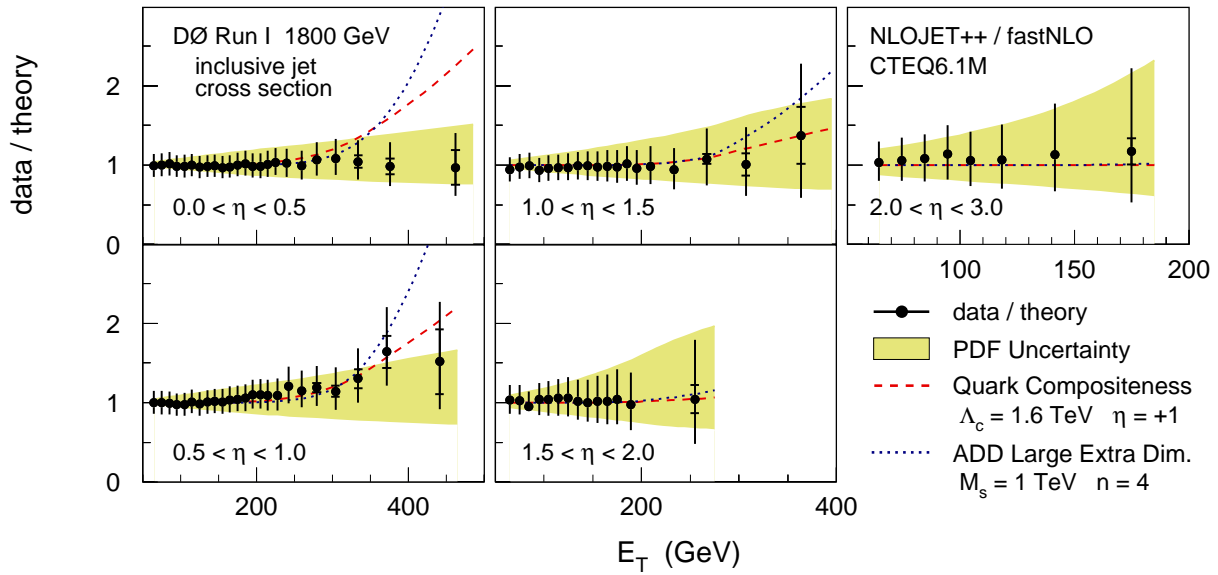 DØ Run I 1800 GeV
inclusive jet
cross section
NLOJET++ / fastNLO
CTEQ6.1M
data / theory
2
1
0
0.0 < η < 0.5
1.0 < η < 1.5
2.0 < η < 3.0
100
150
200
2
1
0
0.5 < η < 1.0
1.5 < η < 2.0
200
400
200
400
E_T (GeV)
data / theory
PDF Uncertainty
Quark Compositeness
Λ_c = 1.6 TeV η = +1
ADD Large Extra Dim.
M_s = 1 TeV n = 4